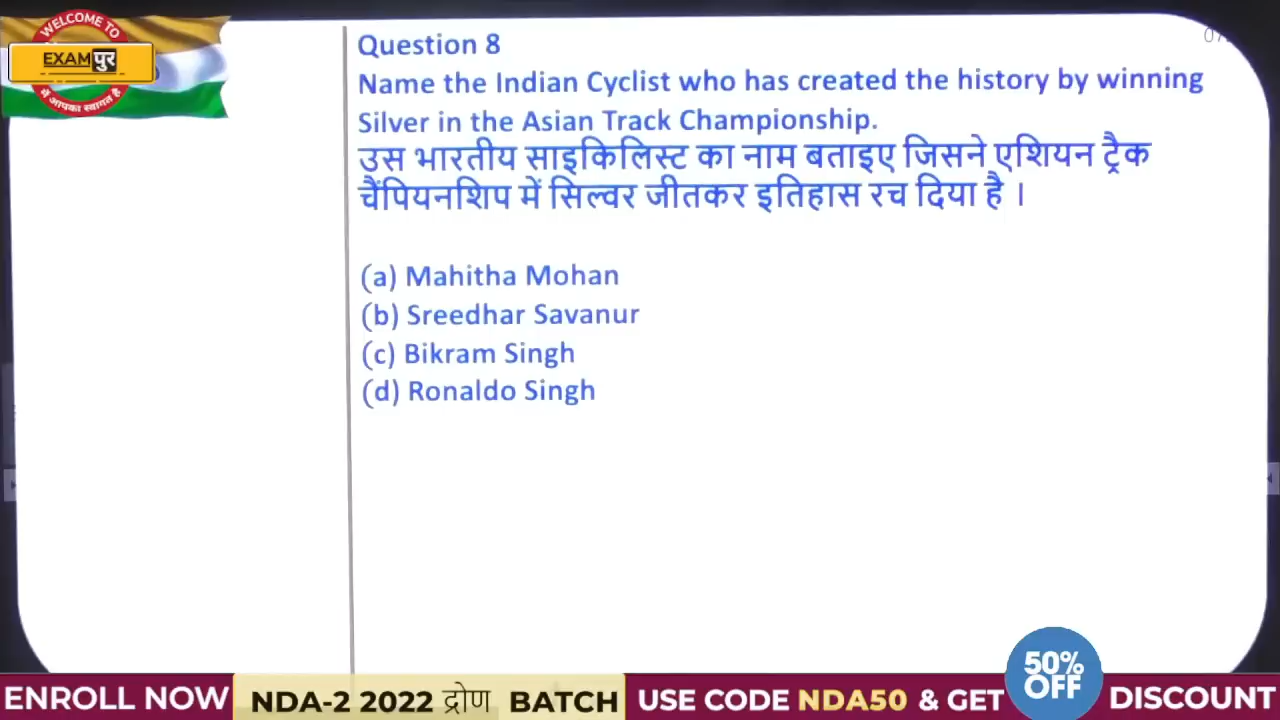 WELCOME TO
EXAMपुर
में आपका स्वागत है
Question 8
Name the Indian Cyclist who has created the history by winning
Silver in the Asian Track Championship.
उस भारतीय साइकिलिस्ट का नाम बताइए जिसने एशियन ट्रैक
चैंपियनशिप में सिल्वर जीतकर इतिहास रच दिया है ।
(a) Mahitha Mohan
(b) Sreedhar Savanur
(c) Bikram Singh
(d) Ronaldo Singh
50%
OFF
ENROLL NOW NDA-2 2022 द्रोण BATCH USE CODE NDA50 & GET DISCOUNT